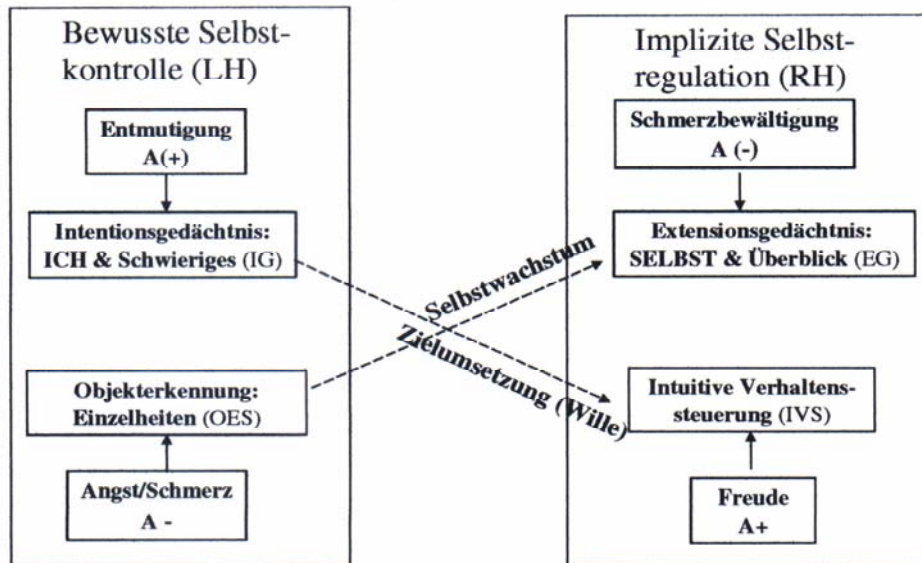 Bewusste Selbst-
kontrolle (LH)
Entmutigung
A(+)
Intentionsgedächtnis:
ICH & Schwieriges (IG)
Objekterkennung:
Einzelheiten (OES)
Angst/Schmerz
A -
Selbstwachstum
Zielumsetzung (Wille)
Implizite Selbst-
regulation (RH)
Schmerzbewältigung
A (-)
Extensionsgedächtnis:
SELBST & Überblick (EG)
Intuitive Verhaltens-
steuerung (IVS)
Freude
A+